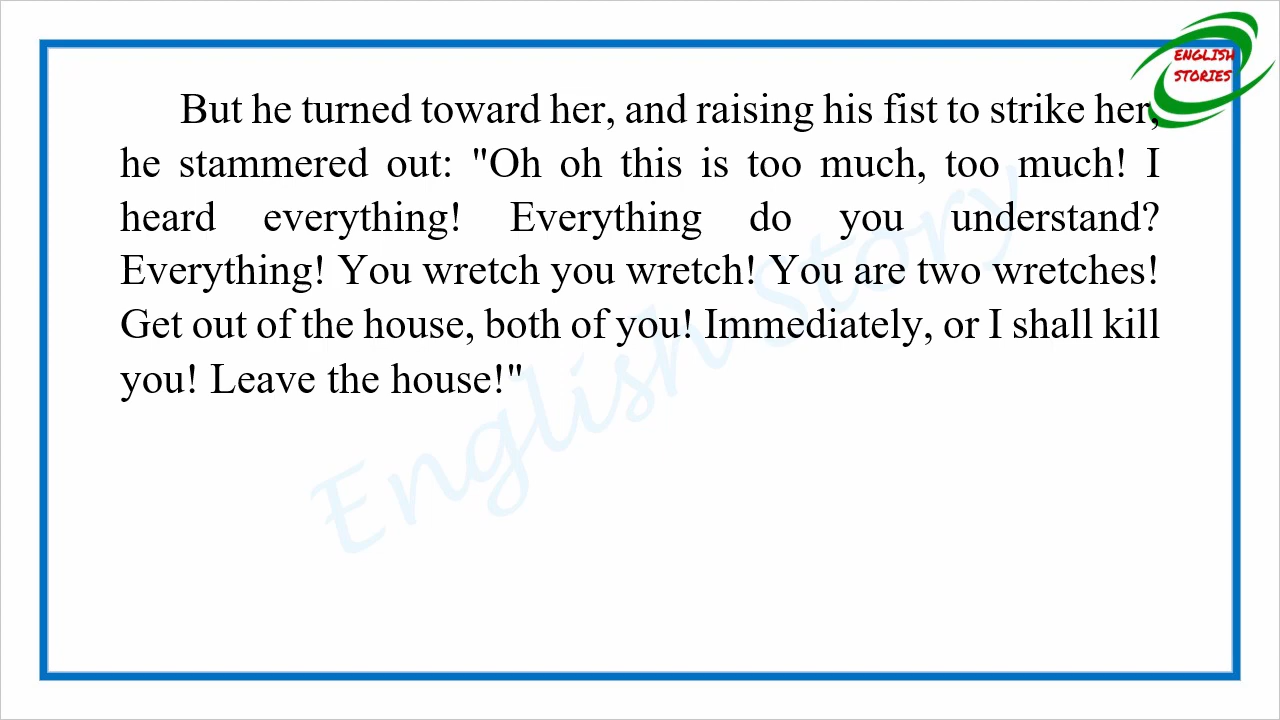 ENGLISH
STORIES
But he turned toward her, and raising his fist to strike her,
he stammered out: "Oh oh this is too much, too much! I
heard everything! Everything do you understand?
Everything! You wretch you wretch! You are two wretches!
Get out of the house, both of you! Immediately, or I shall kill
you! Leave the house!"
English Story